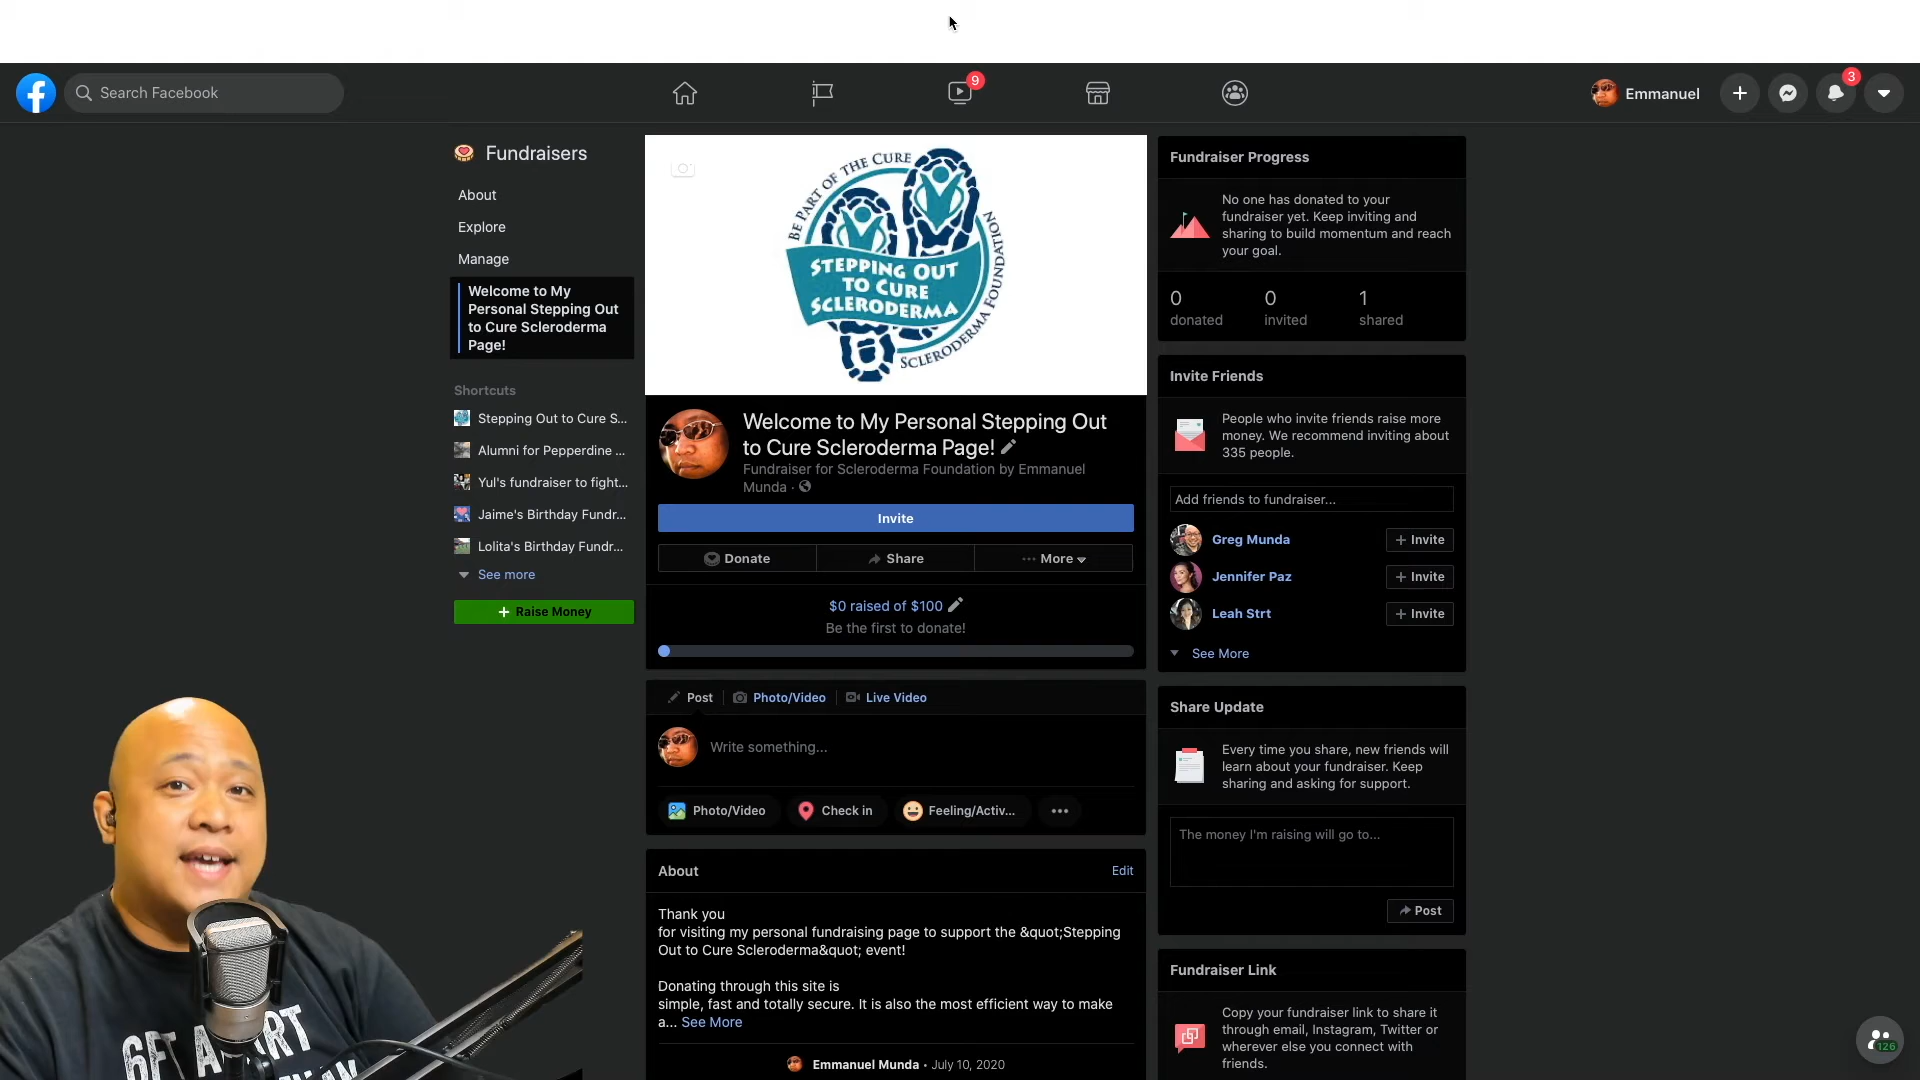 Search Facebook
9
Emmanuel
3
Fundraisers
About
Explore
Manage
Welcome to My
Personal Stepping Out
to Cure Scleroderma
Page!
Shortcuts
Stepping Out to Cure S...
Alumni for Pepperdine ...
Yul's fundraiser to fight...
Jaime's Birthday Fundr...
Lolita's Birthday Fundr...
See more
Raise Money
BE PART OF THE CURE
STEPPING OUT
TO CURE
SCLERODERMA
SCLERODERMA FOUNDATION
Welcome to My Personal Stepping Out
to Cure Scleroderma Page!
Fundraiser for Scleroderma Foundation by Emmanuel
Munda ·
Invite
Donate
Share
More
$0 raised of $100
Be the first to donate!
Post
Photo/Video
Live Video
Write something...
Photo/Video
Check in
Feeling/Activ...
About
Edit
Thank you
for visiting my personal fundraising page to support the &quot;Stepping
Out to Cure Scleroderma&quot; event!
Donating through this site is
simple, fast and totally secure. It is also the most efficient way to make
a... See More
Emmanuel Munda · July 10, 2020
Fundraiser Progress
No one has donated to your
fundraiser yet. Keep inviting and
sharing to build momentum and reach
your goal.
0
donated
0
invited
1
shared
Invite Friends
People who invite friends raise more
money. We recommend inviting about
335 people.
Add friends to fundraiser...
Greg Munda
+ Invite
Jennifer Paz
+ Invite
Leah Strt
+ Invite
See More
Share Update
Every time you share, new friends will
learn about your fundraiser. Keep
sharing and asking for support.
The money I'm raising will go to...
Post
Fundraiser Link
Copy your fundraiser link to share it
through email, Instagram, Twitter or
wherever else you connect with
friends.
126